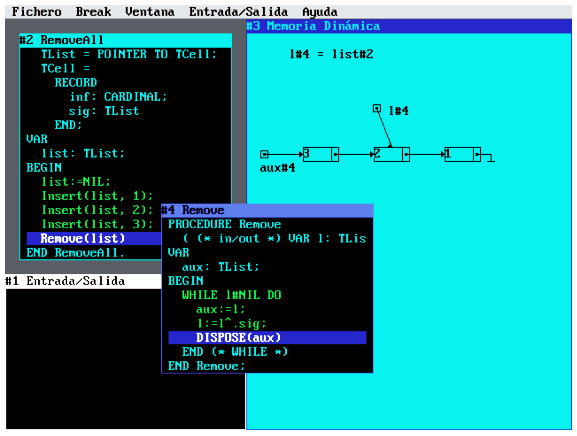 Fichero Break Ventana Entrada/Salida Ayuda
#2 RemoveAll
TList = POINTER TO TCell;
TCell =
RECORD
inf: CARDINAL;
sig: TList
END;
VAR
list: TList;
BEGIN
list:=NIL;
Insert(list, 1);
Insert(list, 2);
Insert(list, 3);
Remove(list)
END RemoveAll.
#1 Entrada/Salida
#4 Remove
PROCEDURE Remove
( (* in/out *) VAR l: TLis
VAR
aux: TList;
BEGIN
WHILE l#NIL DO
aux:=l;
l:=l^.sig;
DISPOSE(aux)
END (* WHILE *)
END Remove;
#3 Memoria Dinámica
l#4 = list#2
l#4
3 2 1
aux#4